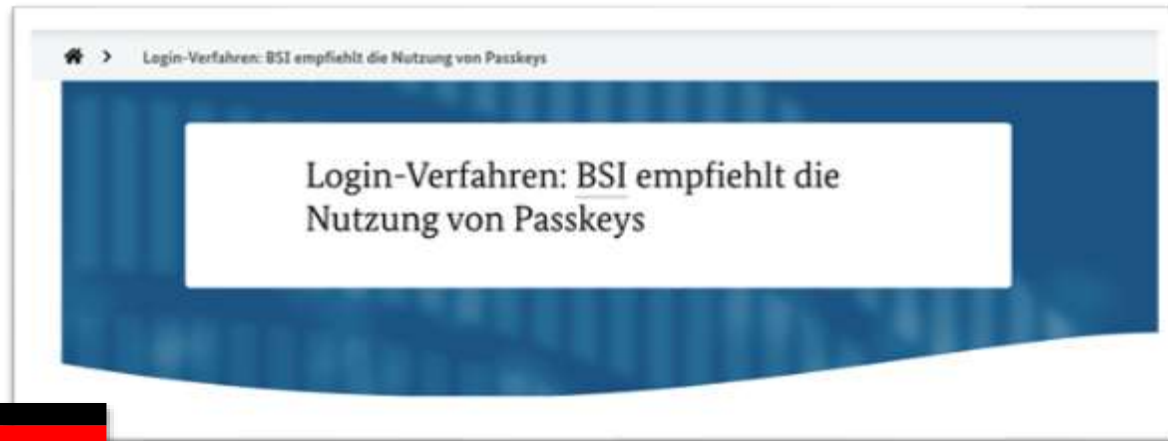 Login-Verfahren: BSI empfiehlt die Nutzung von Passkeys
Login-Verfahren: BSI empfiehlt die
Nutzung von Passkeys